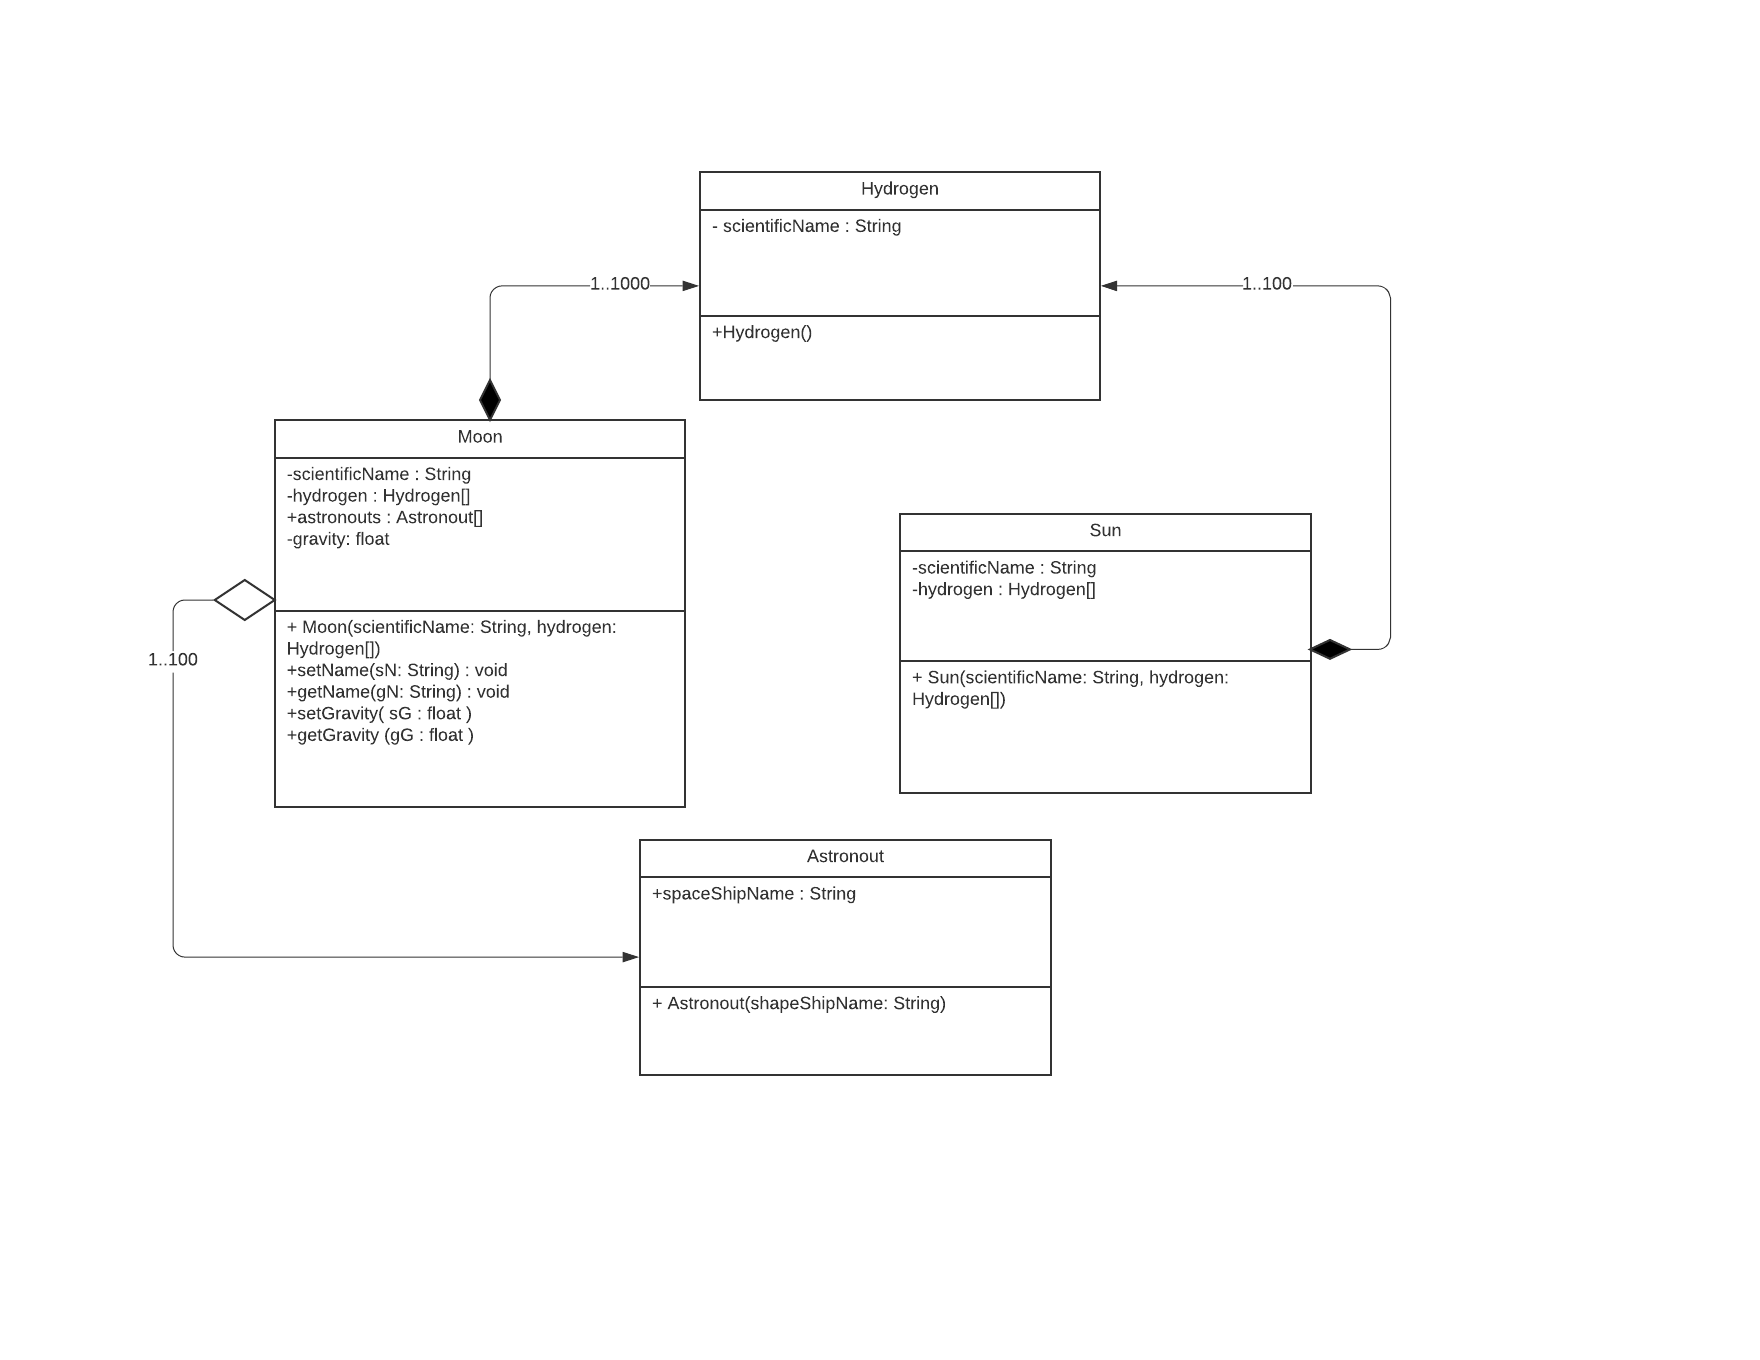 Hydrogen
- scientificName : String
+Hydrogen()
1..1000
1..100
Moon
-scientificName : String
-hydrogen : Hydrogen[]
+astronouts : Astronout[]
-gravity: float
+ Moon(scientificName: String, hydrogen:
Hydrogen[])
+setName(sN: String) : void
+getName(gN: String) : void
+setGravity( sG : float )
+getGravity (gG : float )
1..100
Sun
-scientificName : String
-hydrogen : Hydrogen[]
+ Sun(scientificName: String, hydrogen:
Hydrogen[])
Astronout
+spaceShipName : String
+ Astronout(shapeShipName: String)